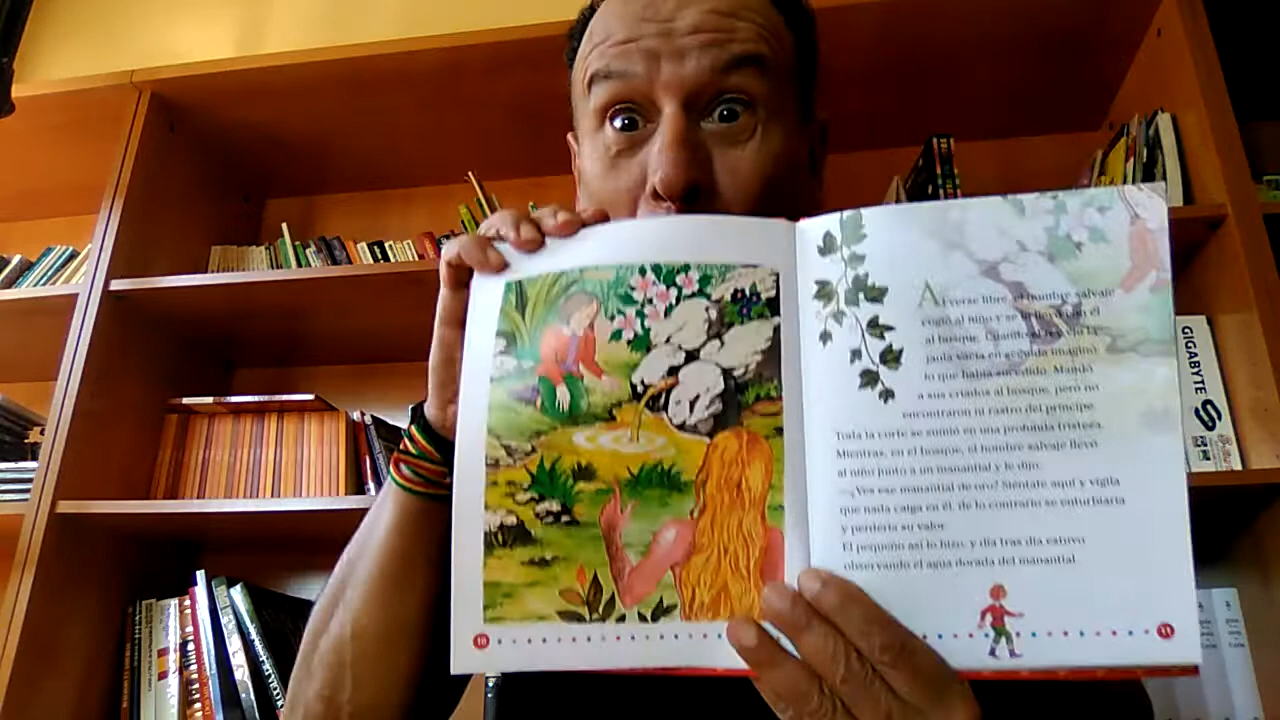 Al verse libre, el hombre salvaje
cogió al niño y se lo llevó con él
al bosque. Cuando el rey vio la
jaula vacía en seguida imaginó
lo que había ocurrido. Mandó
a sus criados al bosque, pero no
encontraron ni rastro del príncipe.
Toda la corte se sumió en una profunda tristeza.
Mientras, en el bosque, el hombre salvaje llevó
al niño junto a un manantial y le dijo:
—¿Ves ese manantial de oro? Siéntate aquí y vigila
que nada caiga en él, de lo contrario se enturbiaría
y perdería su valor.
El pequeño así lo hizo, y día tras día estuvo
observando el agua dorada del manantial
10
11
GIGABYTE